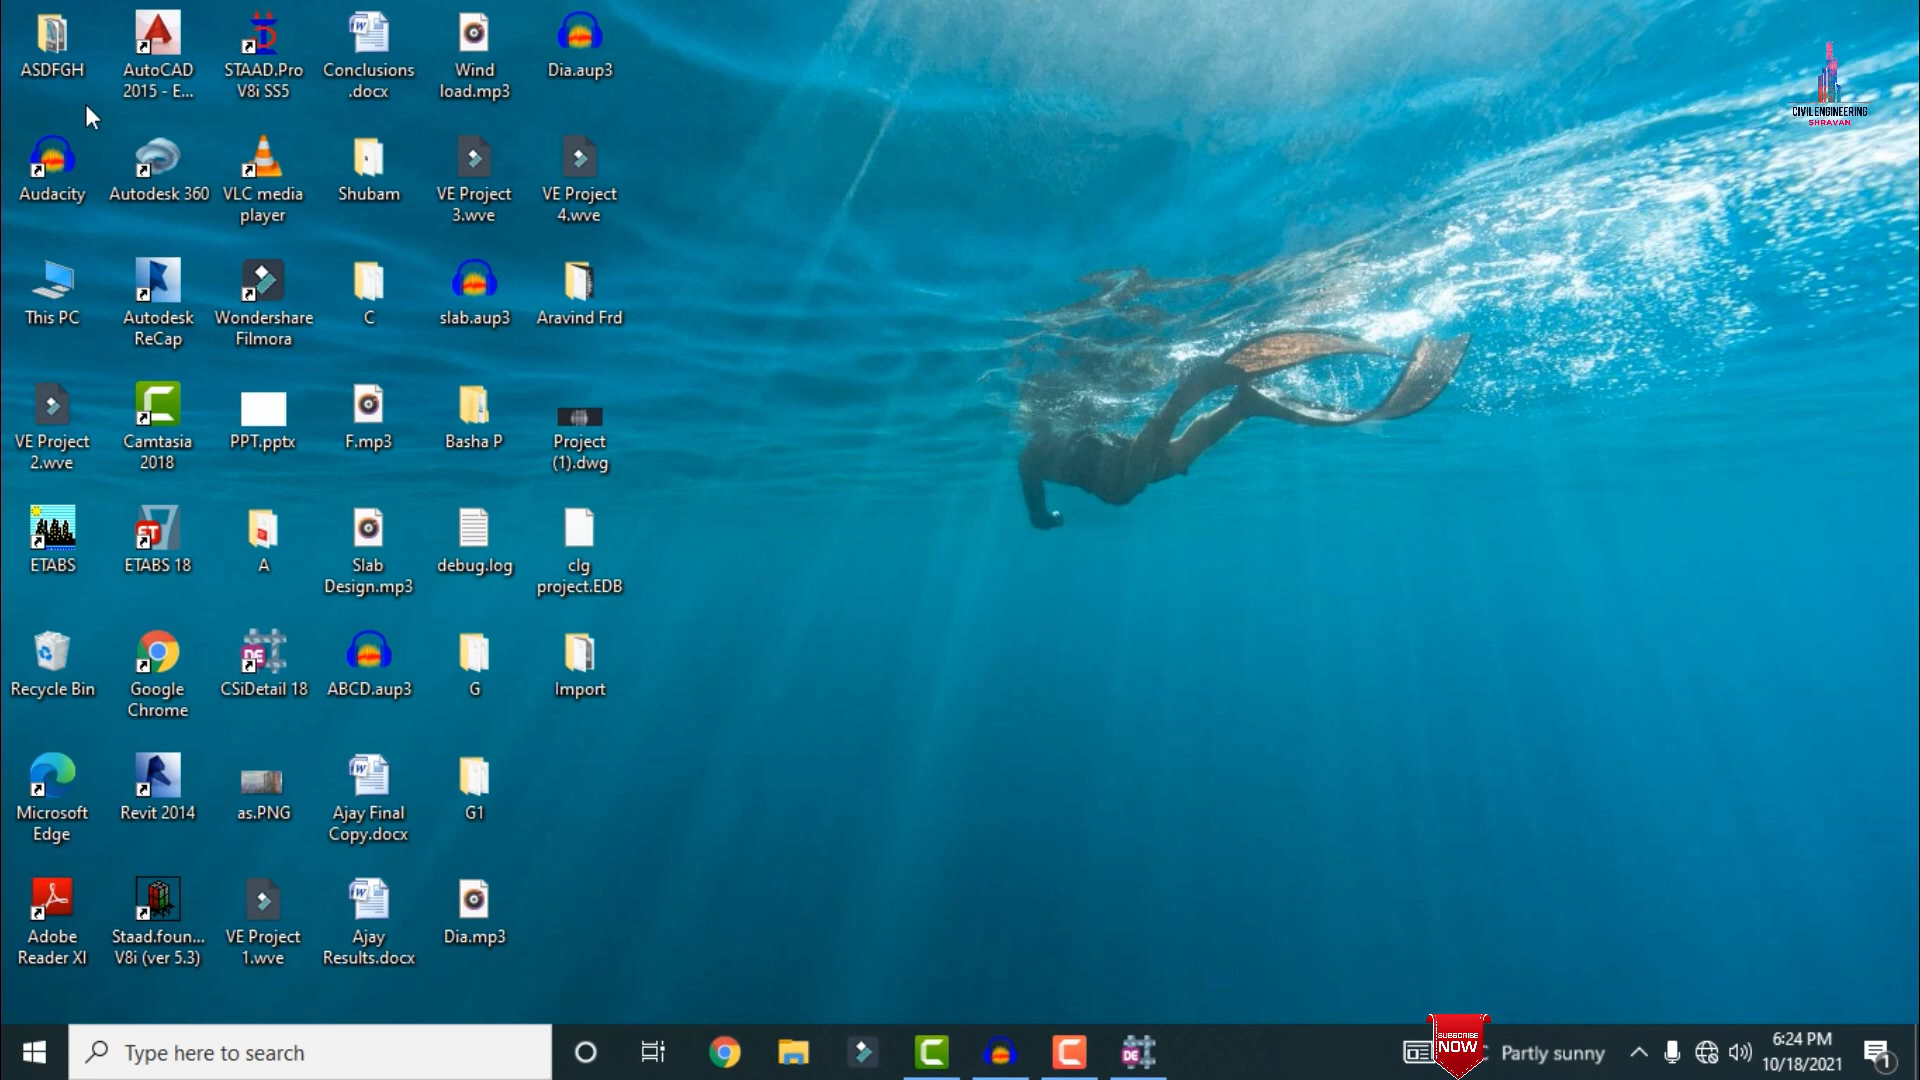 ASDFGH
AutoCAD
2015 - E...
STAAD.Pro
V8i SS5
Conclusions
.docx
Wind
load.mp3
Dia.aup3
CIVIL ENGINEERING
SHRAVAN
Audacity
Autodesk 360
VLC media
player
Shubam
VE Project
3.wve
VE Project
4.wve
This PC
Autodesk
ReCap
Wondershare
Filmora
C
slab.aup3
Aravind Frd
VE Project
2.wve
Camtasia
2018
PPT.pptx
F.mp3
Basha P
Project
(1).dwg
ETABS
ETABS 18
A
Slab
Design.mp3
debug.log
clg
project.EDB
Recycle Bin
Google
Chrome
CSiDetail 18
ABCD.aup3
G
Import
Microsoft
Edge
Revit 2014
as.PNG
Ajay Final
Copy.docx
G1
Adobe
Reader XI
Staad.foun...
V8i (ver 5.3)
VE Project
1.wve
Ajay
Results.docx
Dia.mp3
Type here to search
DE
SUBSCRIBE
NOW
Partly sunny
6:24 PM
10/18/2021
1